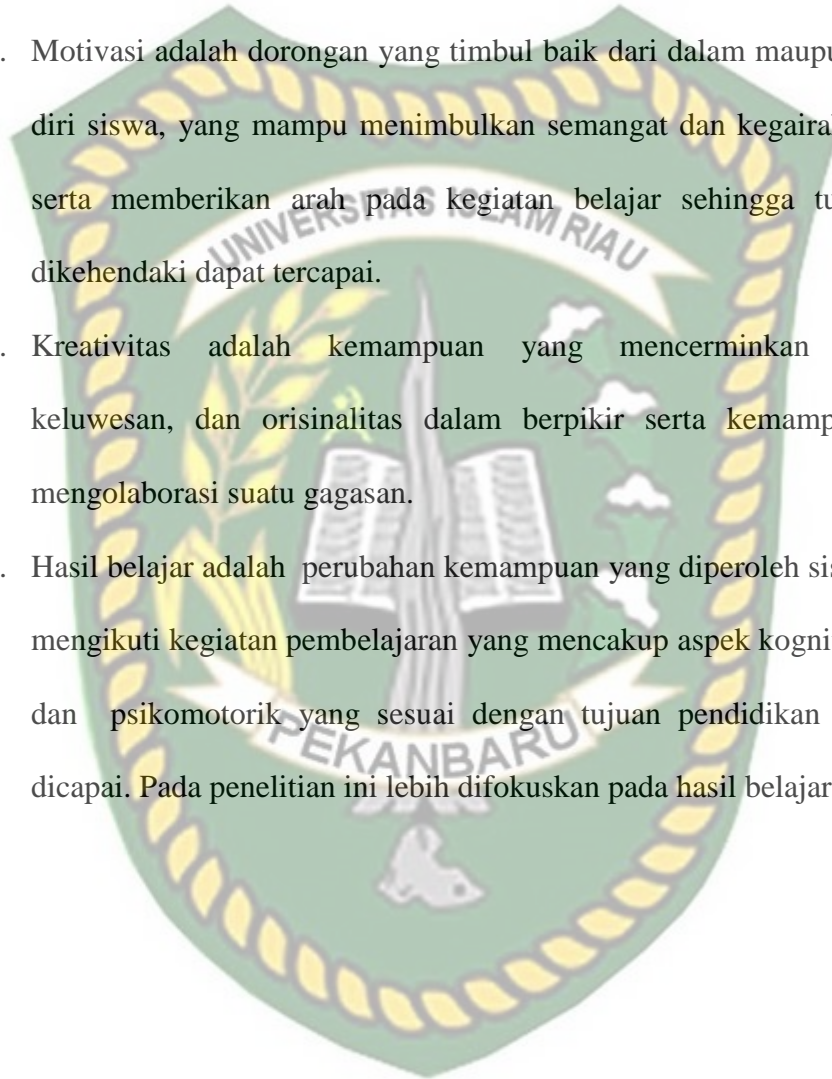 . Motivasi adalah dorongan yang timbul baik dari dalam maupu
diri siswa, yang mampu menimbulkan semangat dan kegaira
serta memberikan arah pada kegiatan belajar sehingga tu
UNIVERSITAS ISLAM RIAU
dikehendaki dapat tercapai.
. Kreativitas adalah kemampuan yang mencerminkan
keluwesan, dan orisinalitas dalam berpikir serta kemamp
mengolaborasi suatu gagasan.
. Hasil belajar adalah perubahan kemampuan yang diperoleh sis
mengikuti kegiatan pembelajaran yang mencakup aspek kogni
dan psikomotorik yang sesuai dengan tujuan pendidikan
PEKANBARU
dicapai. Pada penelitian ini lebih difokuskan pada hasil belajar